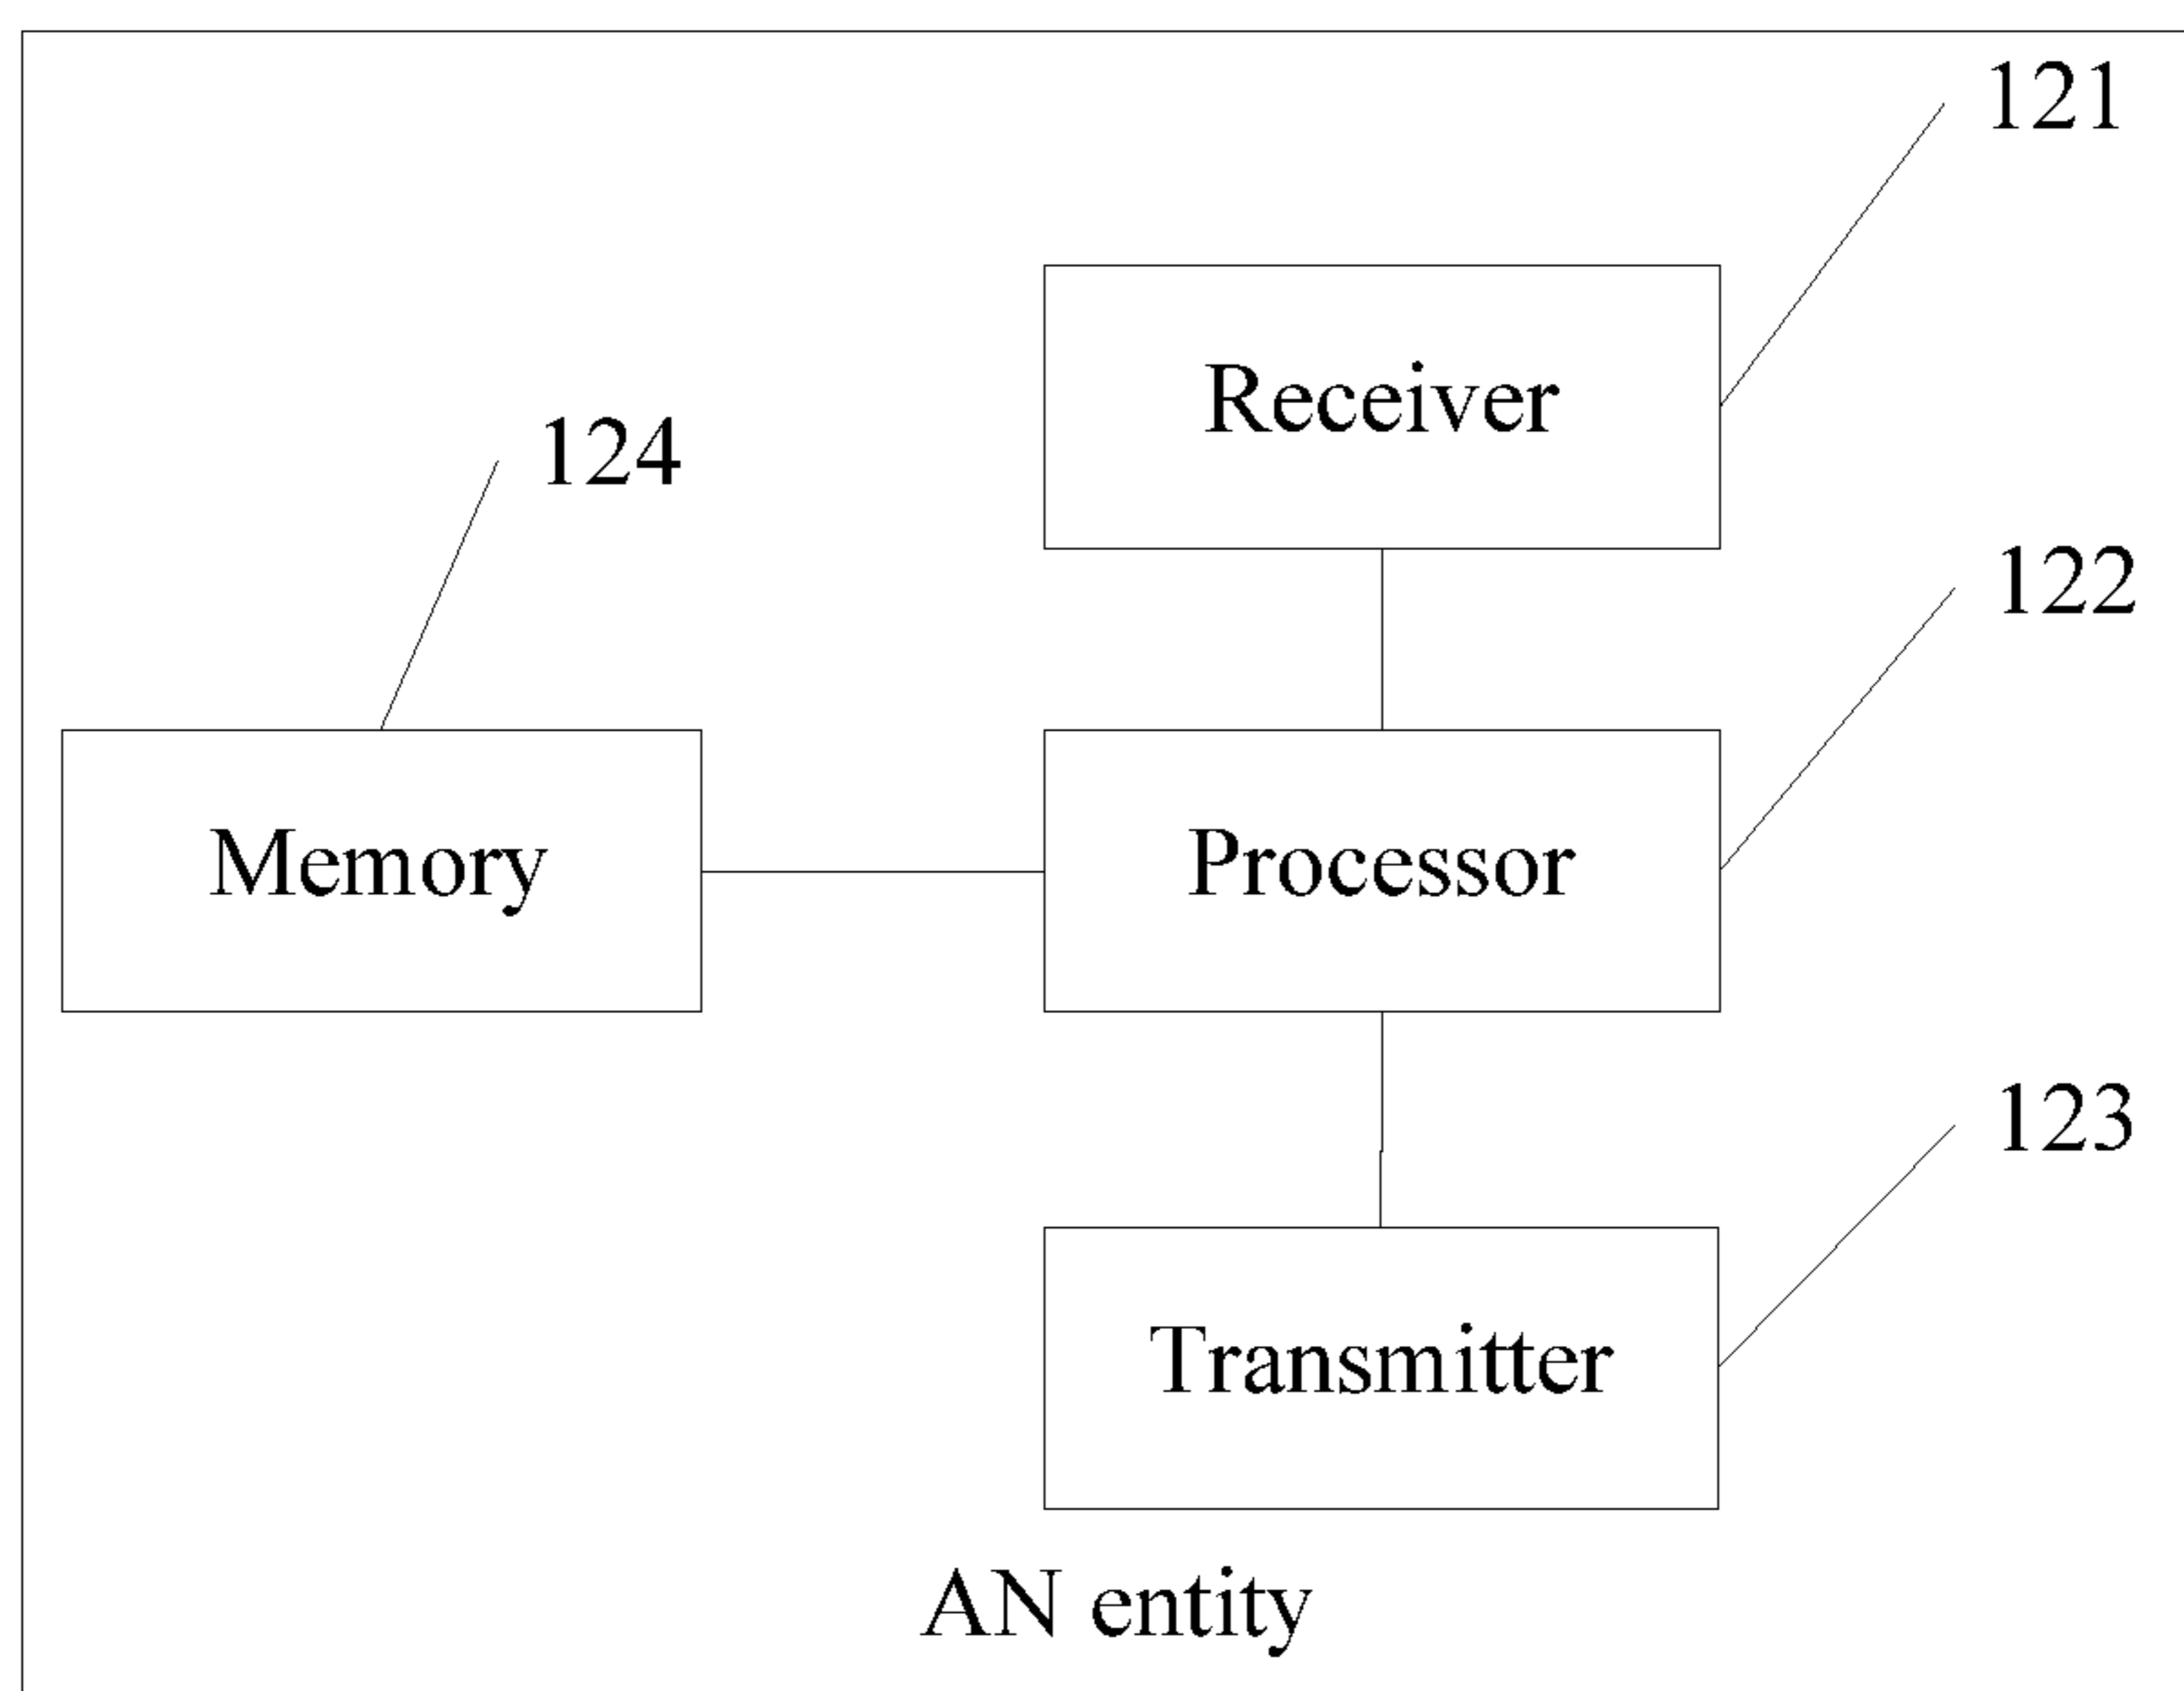 121
Receiver
124
122
Memory
Processor
123
Transmitter
AN entity